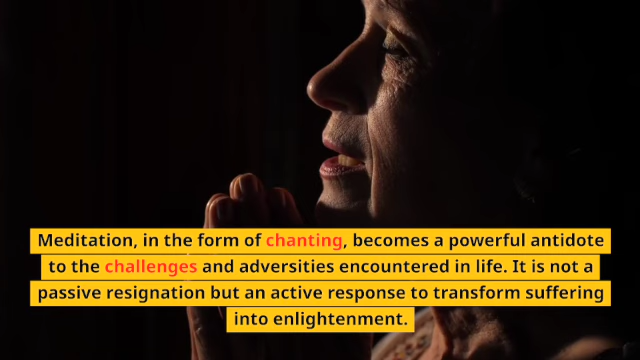 Meditation, in the form of chanting, becomes a powerful antidote
to the challenges and adversities encountered in life. It is not a
passive resignation but an active response to transform suffering
into enlightenment.